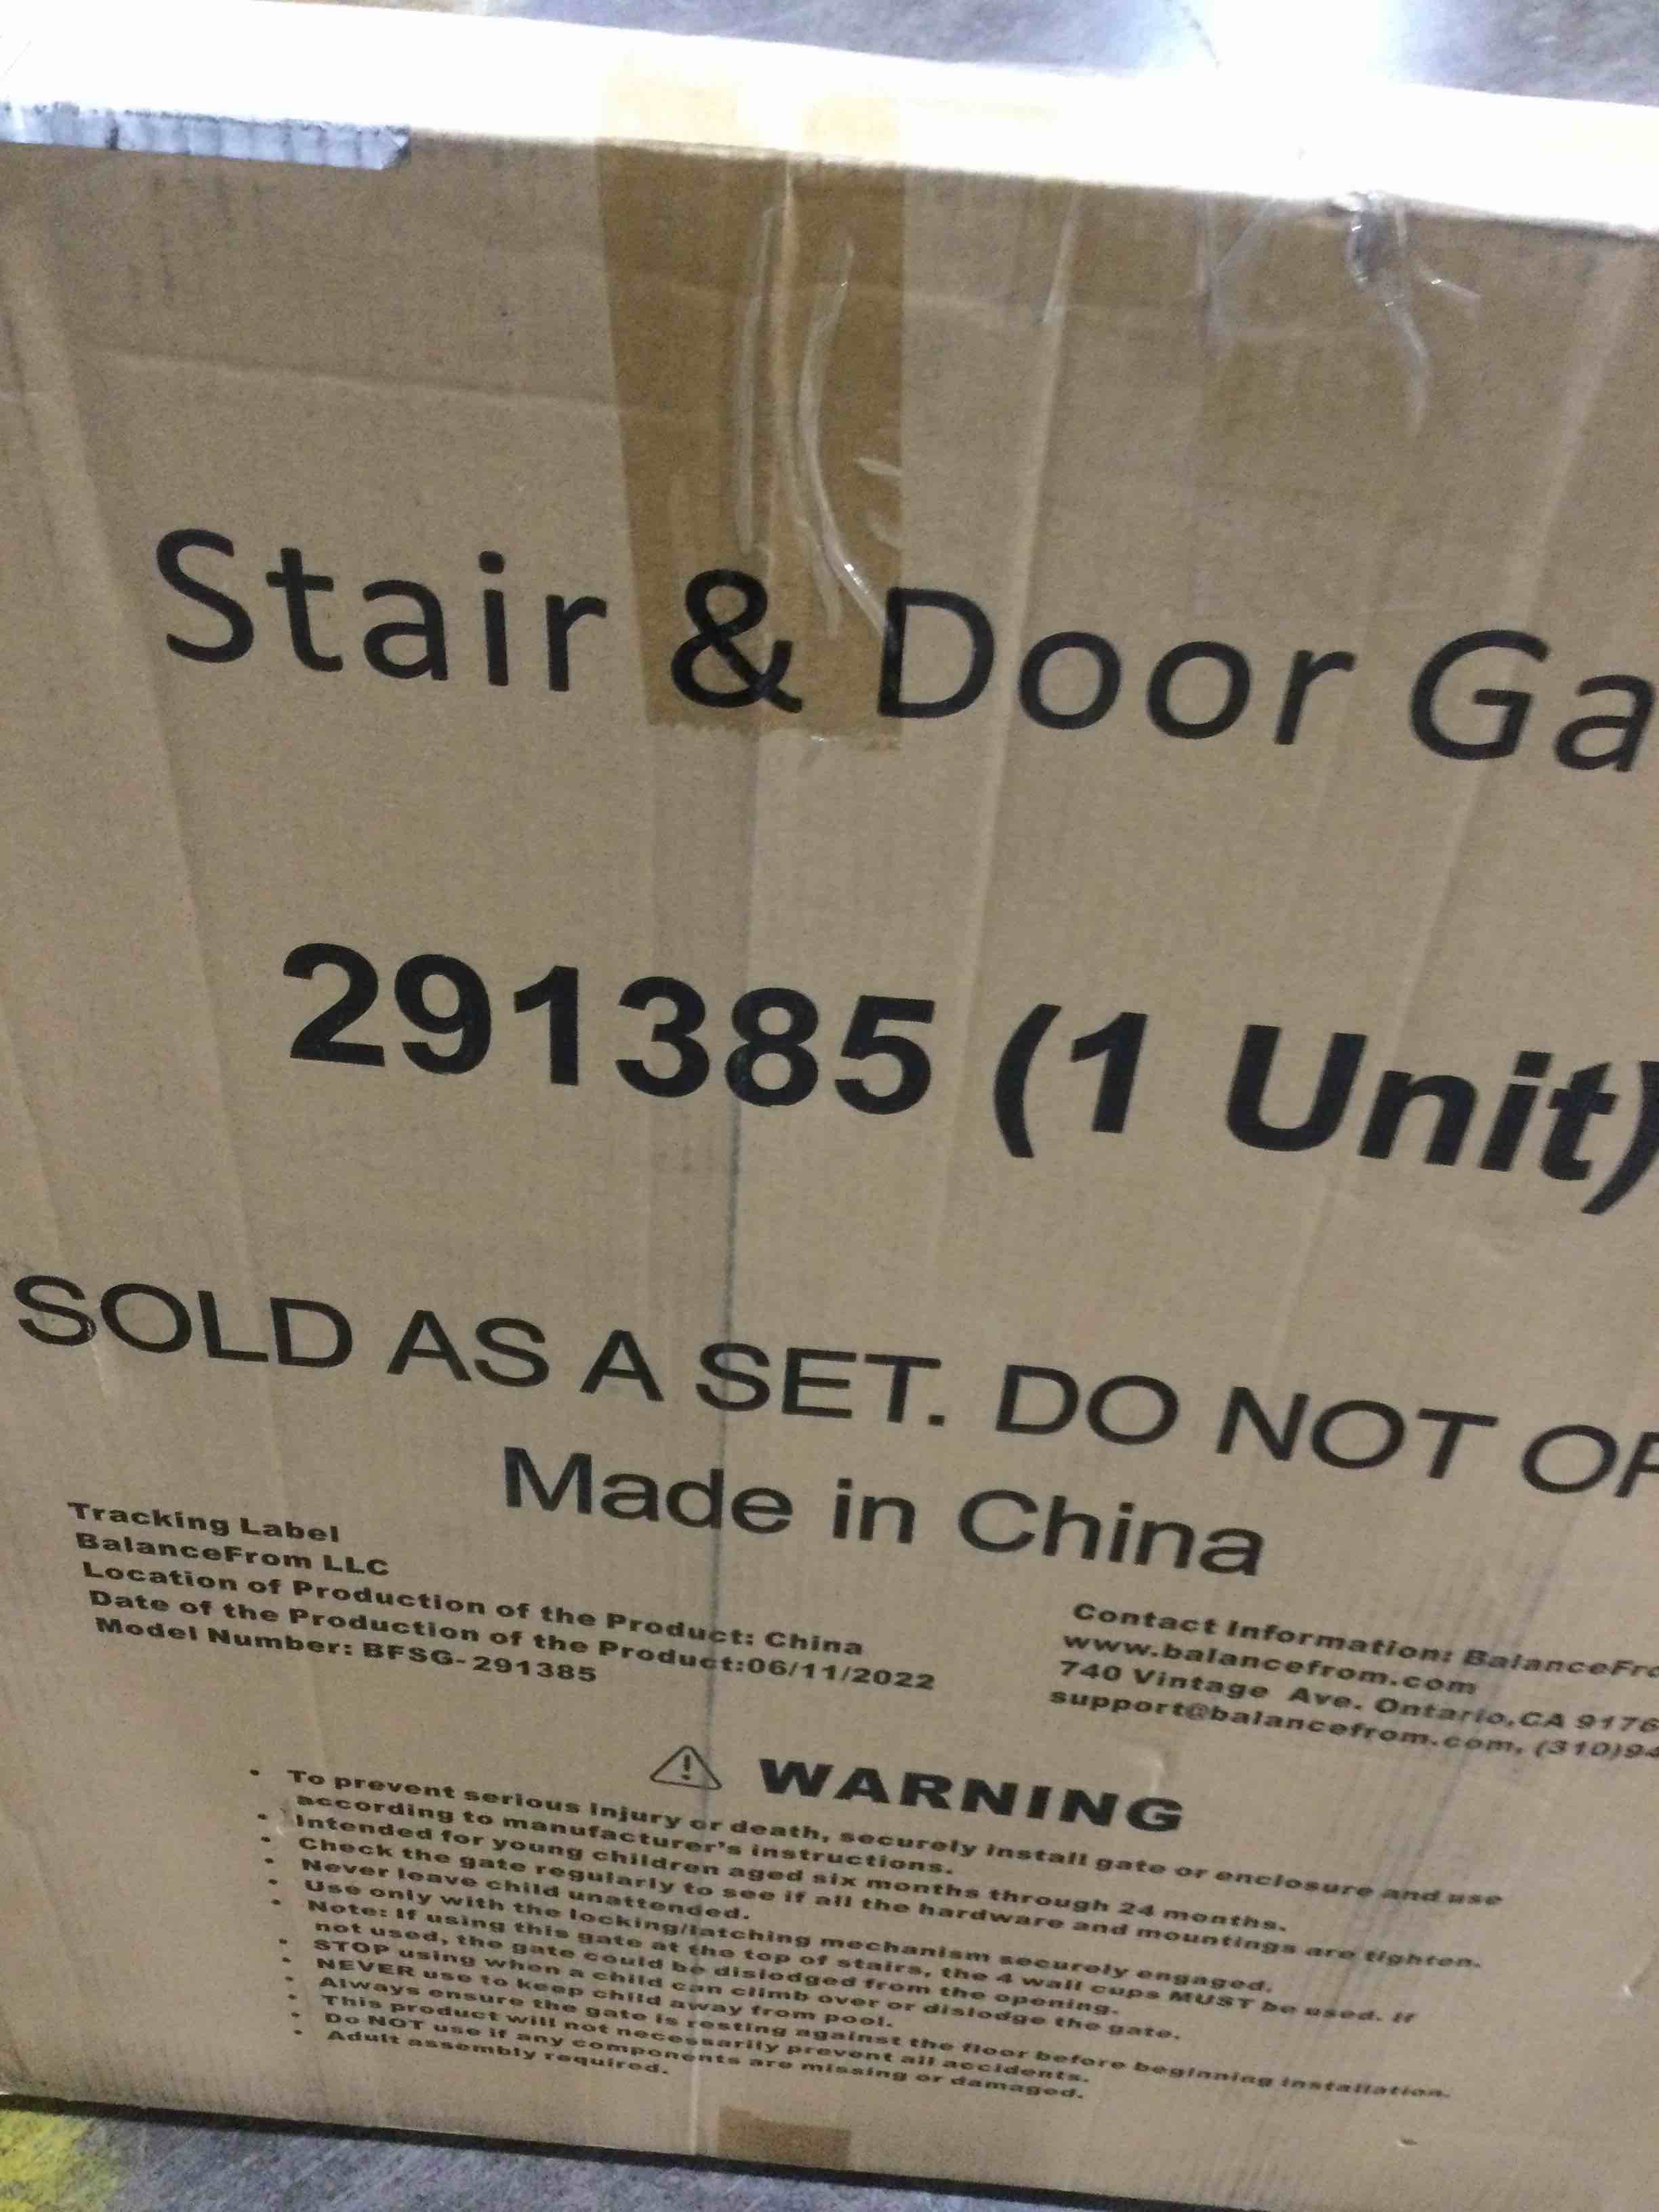 Stair & Door Ga
291385 (1 Unit)
SOLD AS A SET. DO NOT OP
Made in China
Tracking Label
BalanceFrom LLC
Location of Production of the Product: China
Date of the Production of the Product:06/11/2022
Model Number: BFSG-291385
Contact Information: BalanceFro
www.balancefrom.com
740 Vintage Ave. Ontario,CA 9176
support@balancefrom.com, (310)94
WARNING
• To prevent serious injury or death, securely install gate or enclosure and use
according to manufacturer's instructions.
• Intended for young children aged six months through 24 months.
• Check the gate regularly to see if all the hardware and mountings are tighten.
• Never leave child unattended.
• Use only with the locking/latching mechanism securely engaged.
• Note: If using this gate at the top of stairs, the 4 wall cups MUST be used. If
not used, the gate could be dislodged from the opening.
• STOP using when a child can climb over or dislodge the gate.
• NEVER use to keep child away from pool.
• Always ensure the gate is resting against the floor before beginning installation.
• This product will not necessarily prevent all accidents.
• Do NOT use if any components are missing or damaged.
• Adult assembly required.